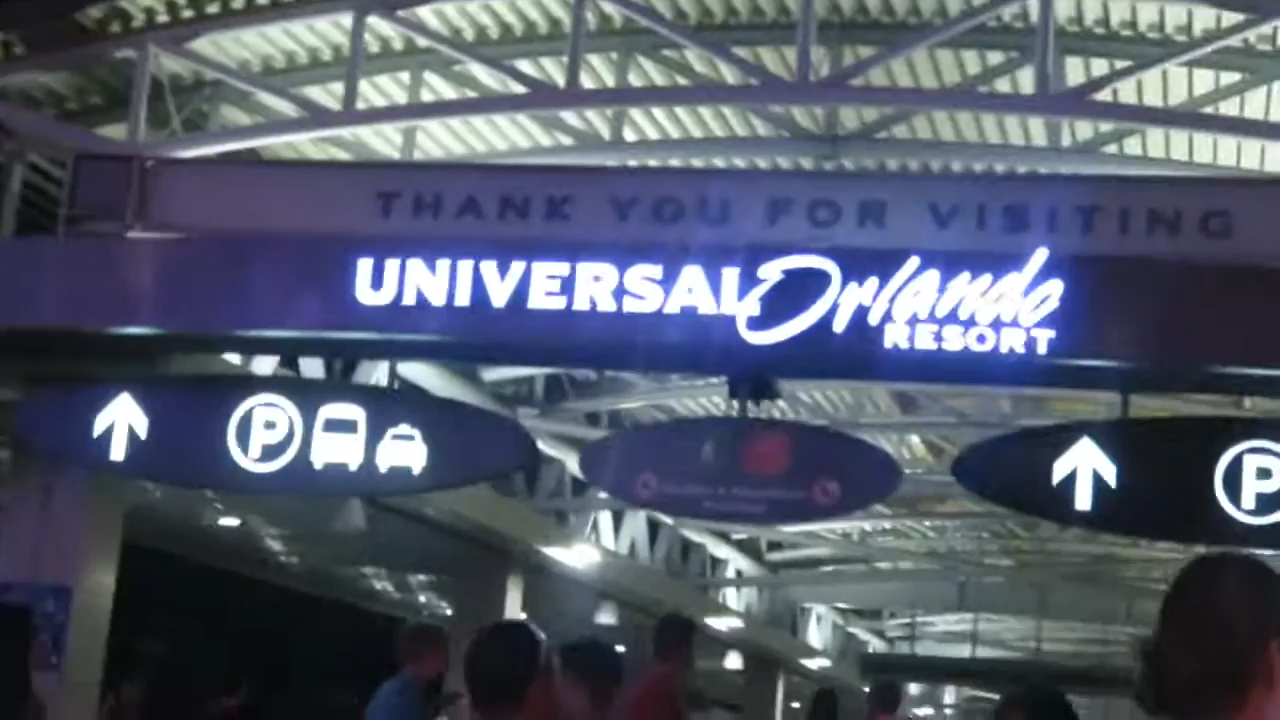 THANK YOU FOR VISITING
UNIVERSAL Orlando
RESORT
P
P